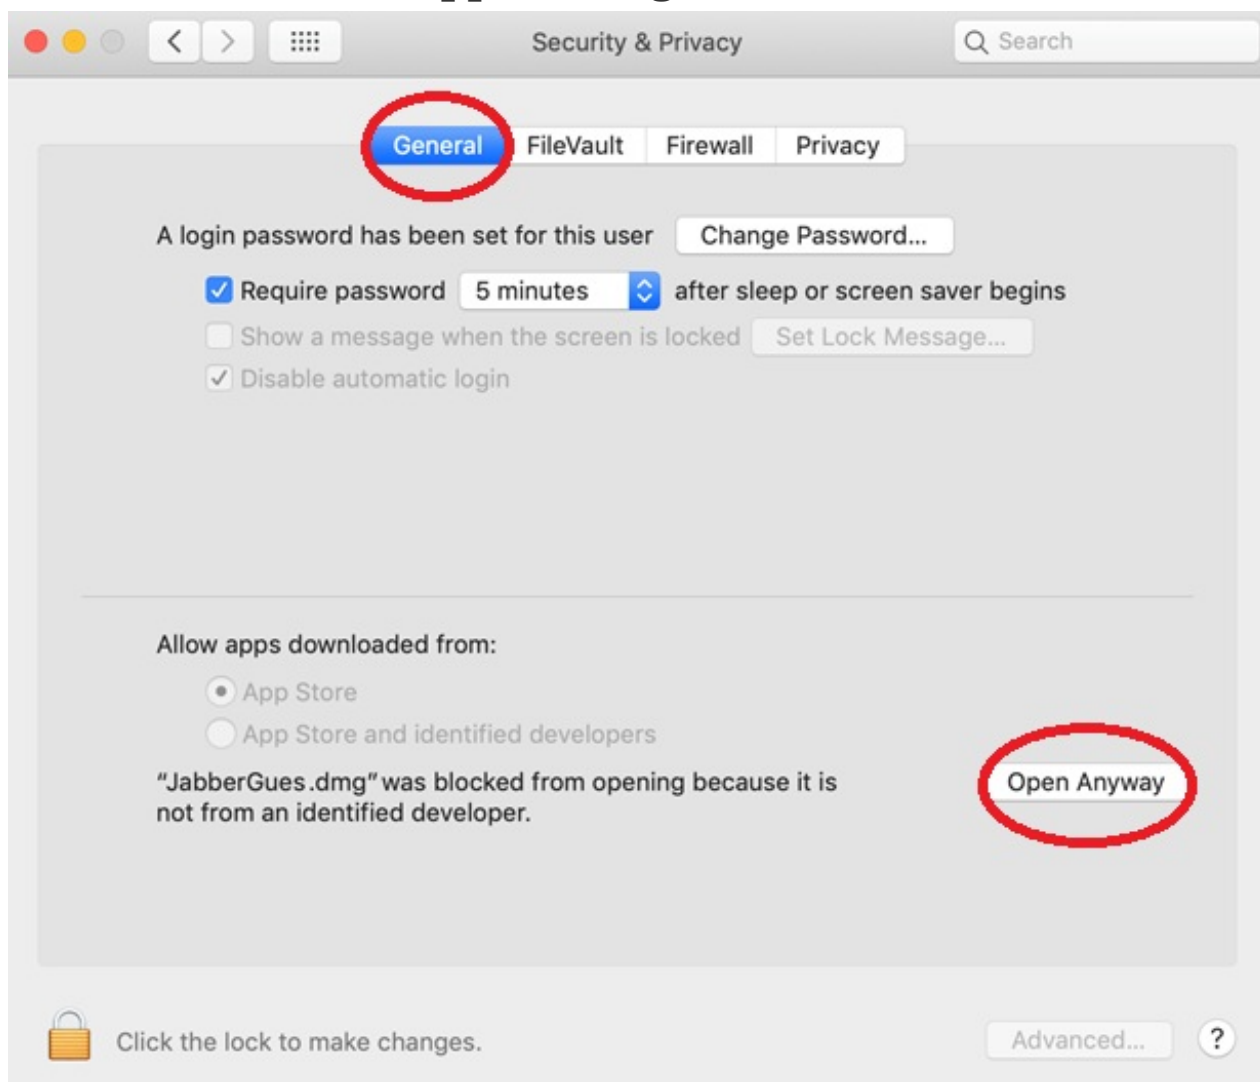 Security & Privacy
Search
General FileVault Firewall Privacy
A login password has been set for this user Change Password...
Require password 5 minutes after sleep or screen saver begins
Show a message when the screen is locked Set Lock Message...
Disable automatic login
Allow apps downloaded from:
App Store
App Store and identified developers
“JabberGues.dmg” was blocked from opening because it is Open Anyway
not from an identified developer.
Click the lock to make changes. Advanced... ?